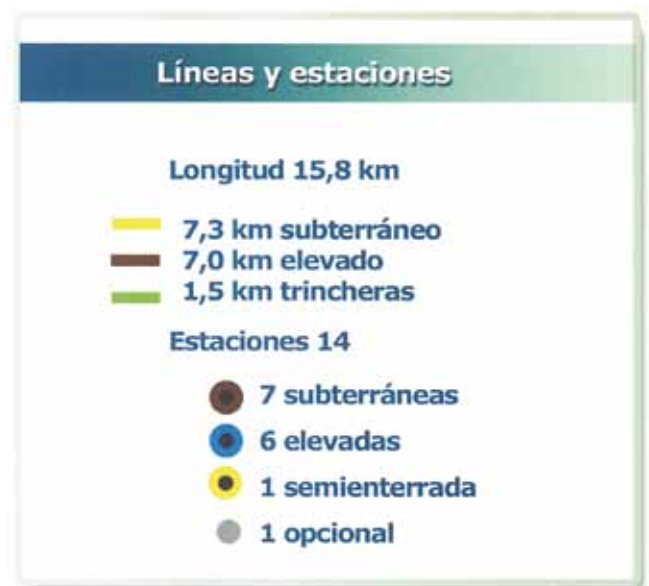 Líneas y estaciones
Longitud 15,8 km
7,3 km subterráneo
7,0 km elevado
1,5 km trincheras
Estaciones 14
7 subterráneas
6 elevadas
1 semienterrada
1 opcional